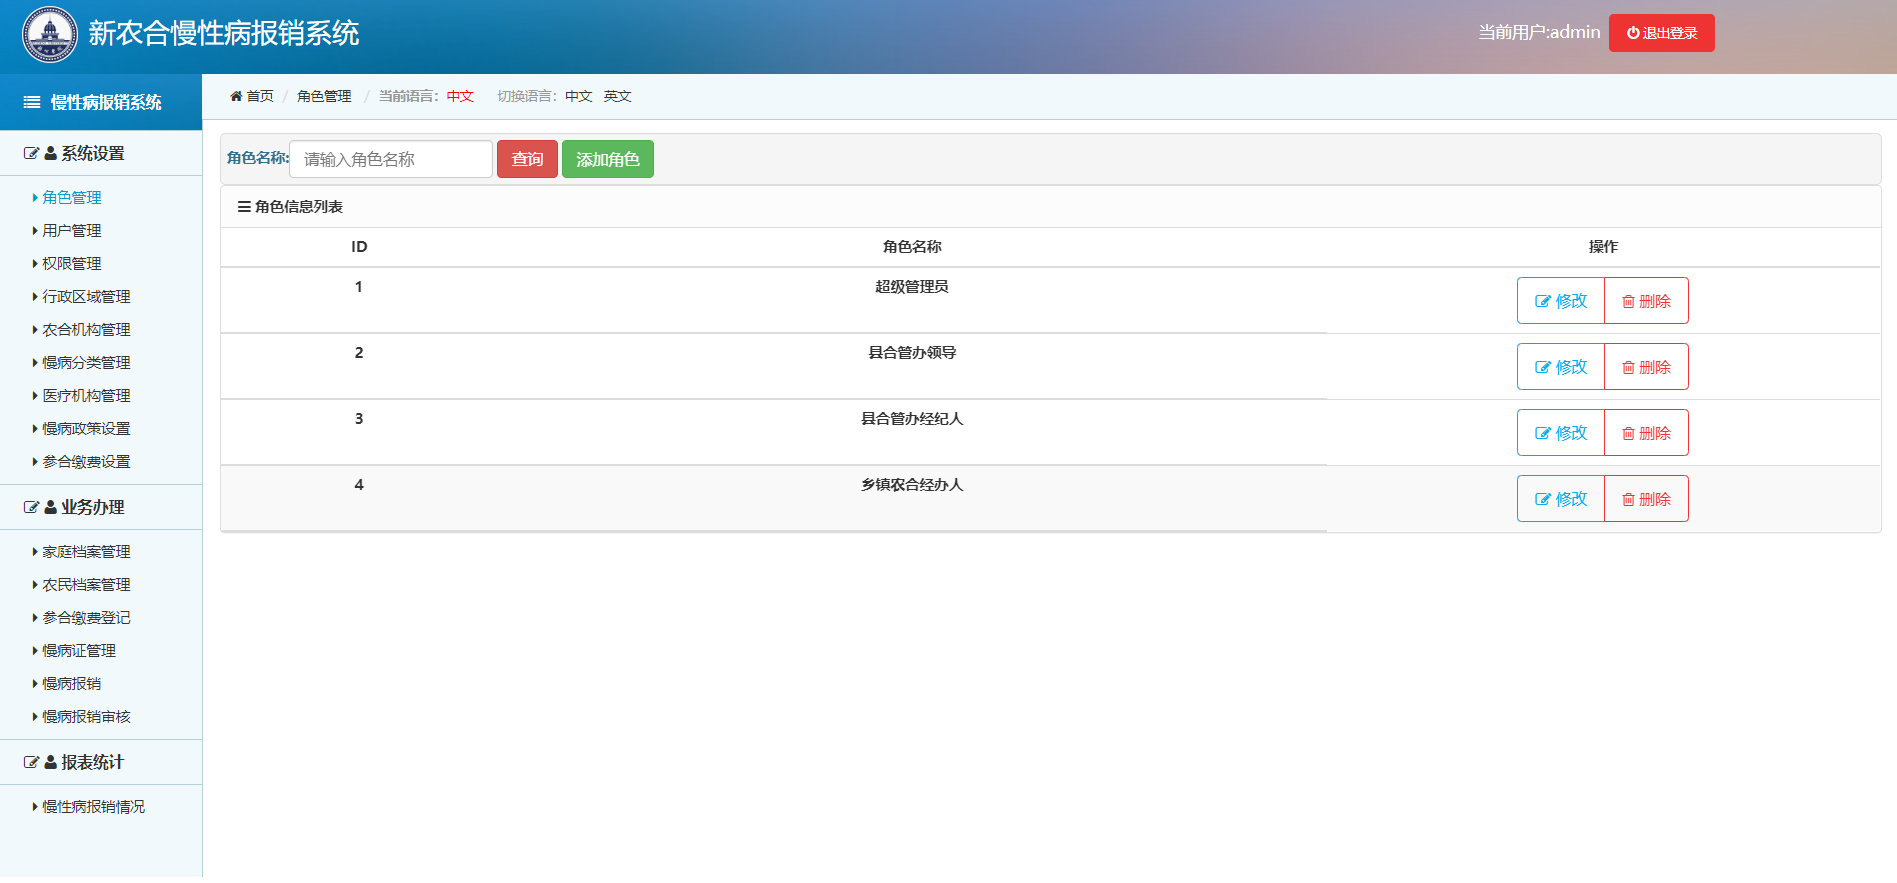 新农合慢性病报销系统
当前用户:admin 退出登录
慢性病报销系统
首页 / 角色管理 / 当前语言：中文 切换语言：中文 英文
系统设置
角色管理
用户管理
权限管理
行政区域管理
农合机构管理
慢病分类管理
医疗机构管理
慢病政策设置
参合缴费设置
业务办理
家庭档案管理
农民档案管理
参合缴费登记
慢病证管理
慢病报销
慢病报销审核
报表统计
慢性病报销情况
角色名称: 请输入角色名称 查询 添加角色
角色信息列表
ID 角色名称 操作
1 超级管理员 修改 删除
2 县合管办领导 修改 删除
3 县合管办经纪人 修改 删除
4 乡镇农合经办人 修改 删除